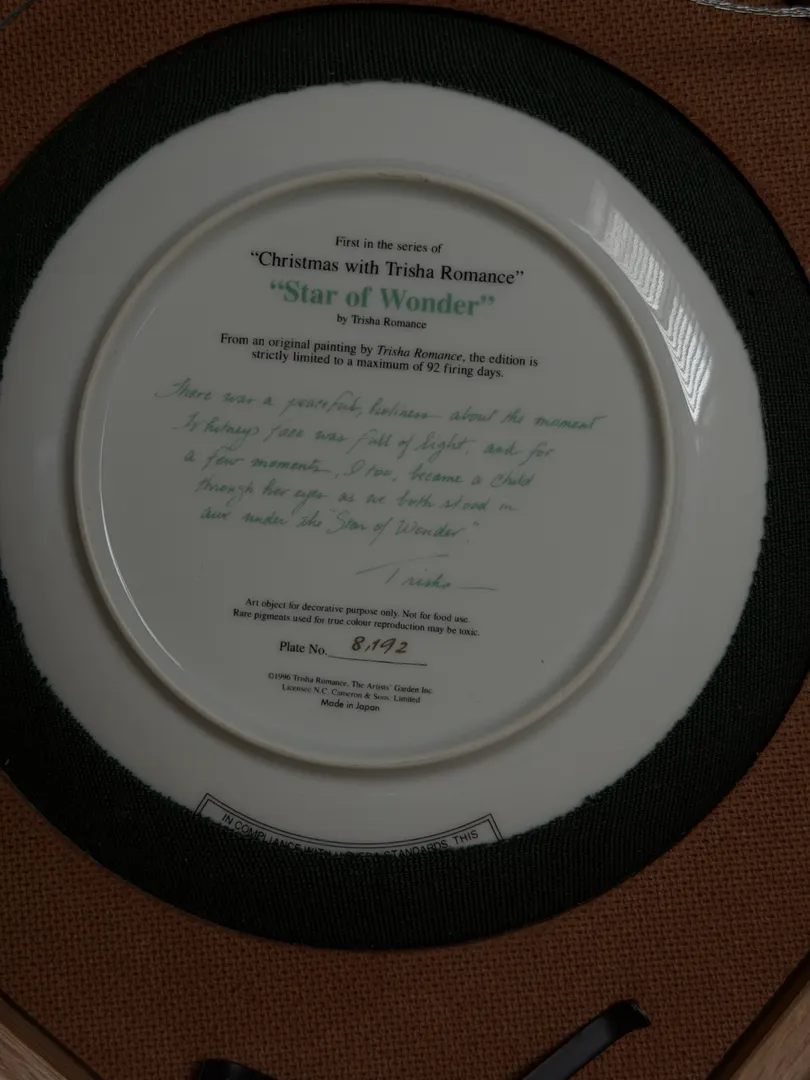 First in the series of
“Christmas with Trisha Romance”
“Star of Wonder”
by Trisha Romance
From an original painting by Trisha Romance, the edition is
strictly limited to a maximum of 92 firing days.
There was a peaceful, holiness about the moment
Whitneys face was full of light, and for
a few moments, I too, became a child
through her eyes as we both stood in
awe under the "Star of Wonder".
Trisha
Art object for decorative purpose only. Not for food use.
Rare pigments used for true colour reproduction may be toxic.
Plate No. 8,192
©1996 Trisha Romance, The Artists' Garden Inc.
Licensee N.C. Cameron & Sons, Limited
Made in Japan
IN COMPLIANCE WITH STANDARDS THIS